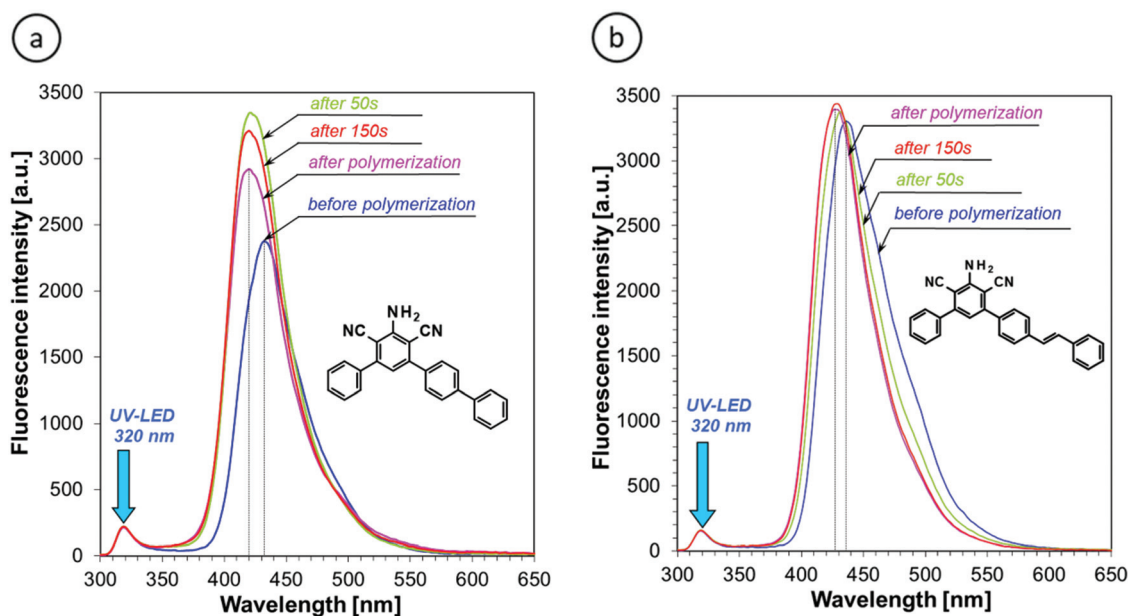 a
Fluorescence intensity [a.u.]
3500
3000
2500
2000
1500
1000
500
0
after 50s
after 150s
after polymerization
before polymerization
NH2
NC
CN
UV-LED
320 nm
300 350 400 450 500 550 600 650
Wavelength [nm]
b
Fluorescence intensity [a.u.]
3500
3000
2500
2000
1500
1000
500
0
after polymerization
after 150s
after 50s
before polymerization
NH2
NC
CN
UV-LED
320 nm
300 350 400 450 500 550 600 650
Wavelength [nm]